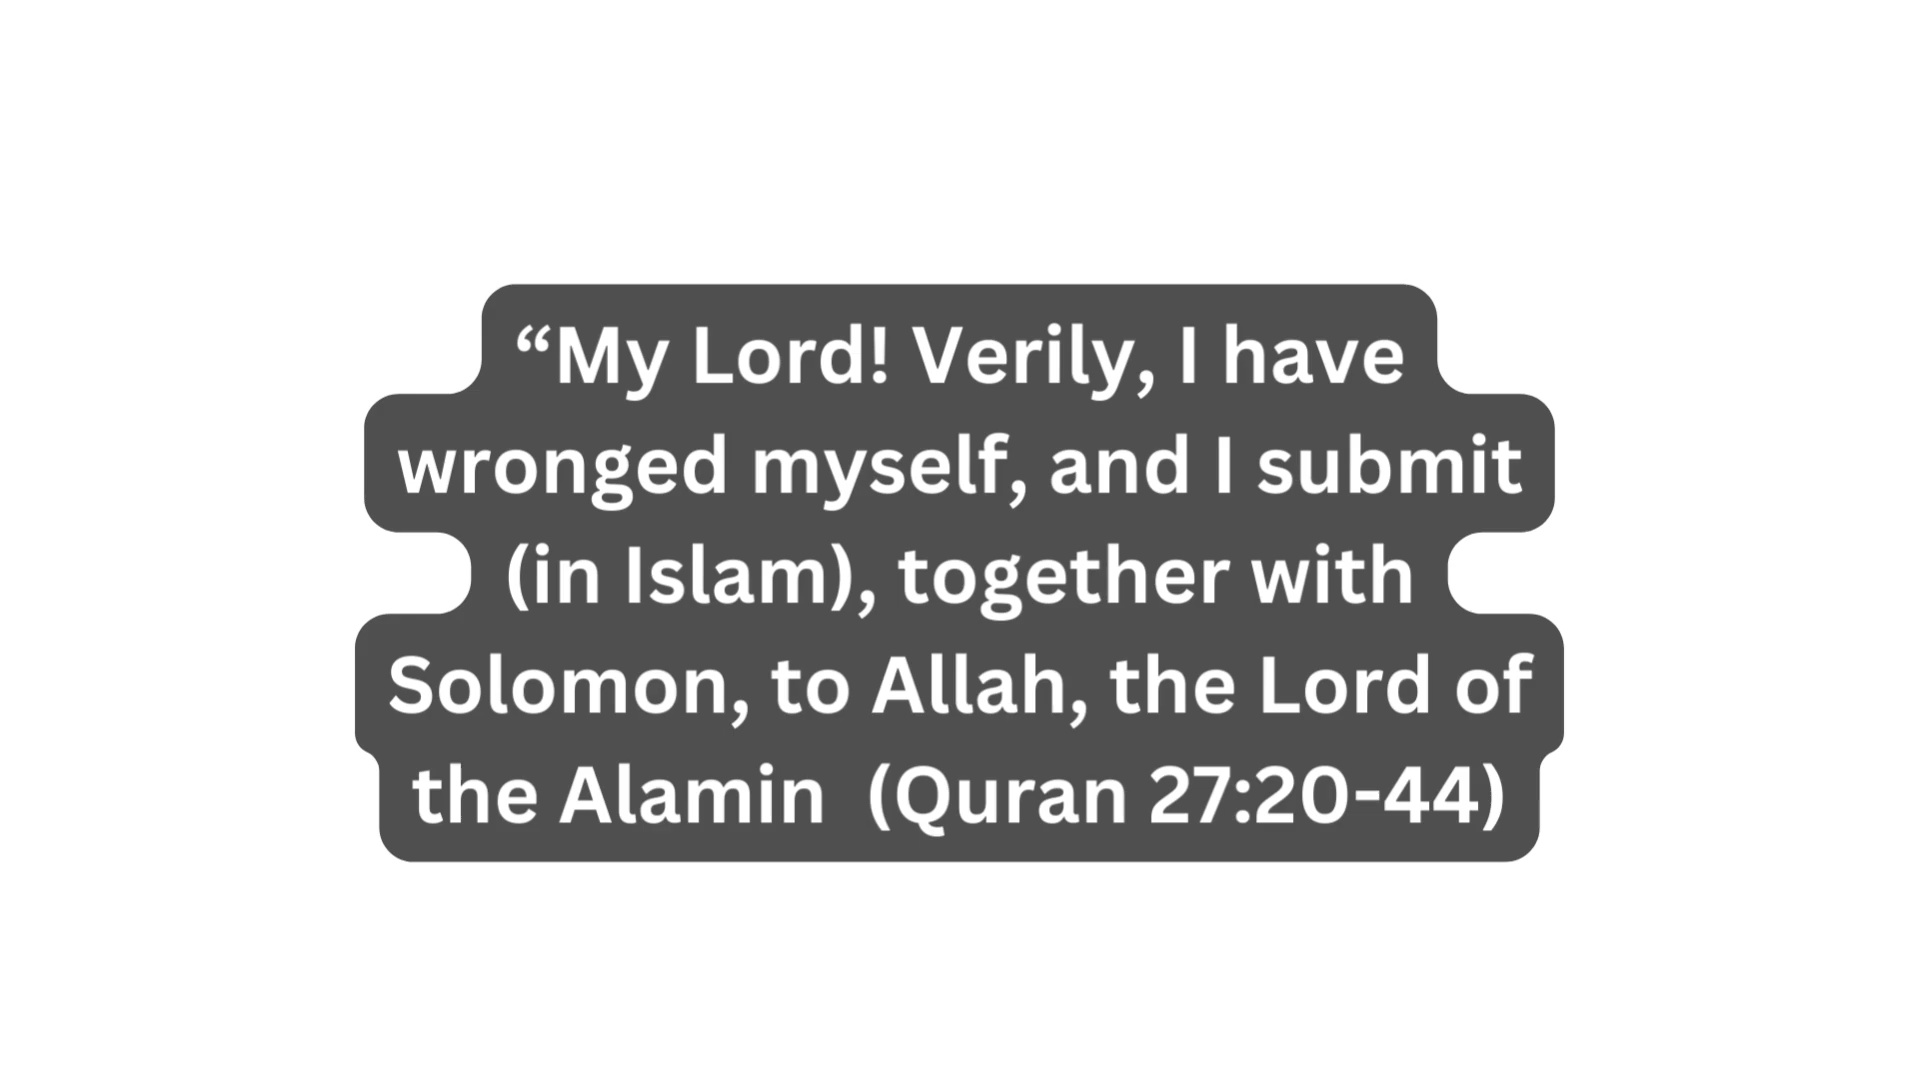 “My Lord! Verily, I have
wronged myself, and I submit
(in Islam), together with
Solomon, to Allah, the Lord of
the Alamin  (Quran 27:20-44)